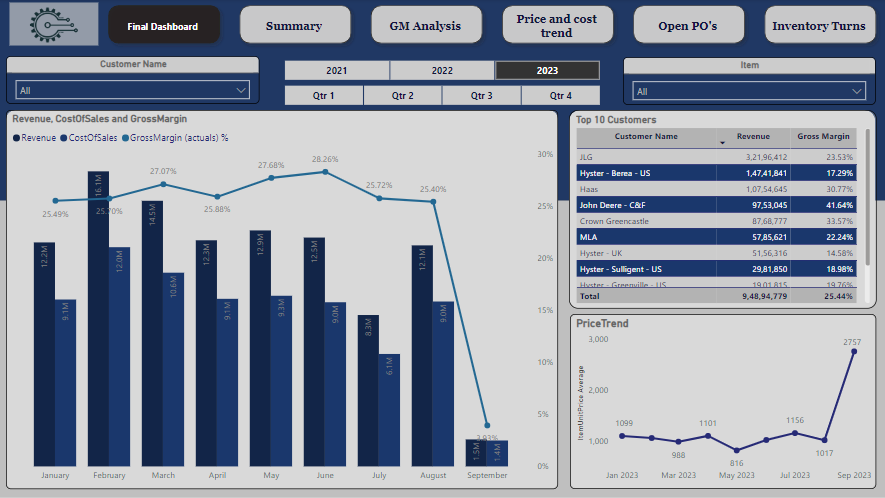 Final Dashboard
Summary
GM Analysis
Price and cost
trend
Open PO's
Inventory Turns
Customer Name
All
2021 2022 2023
Qtr 1 Qtr 2 Qtr 3 Qtr 4
Item
All
Revenue, CostOfSales and GrossMargin
Revenue CostOfSales GrossMargin (actuals) %
30%
25%
20%
15%
10%
5%
0%
25.49% 25.70% 27.07% 25.88% 27.68% 28.26% 25.72% 25.40%
12.2M 9.1M
16.1M 12.0M
14.5M 10.6M
12.3M 9.1M
12.9M 9.3M
12.5M 9.0M
8.3M 6.1M
12.1M 9.0M
1.5M 1.4M
January February March April May June July August September
Top 10 Customers
Customer Name Revenue Gross Margin
JLG 3,21,96,412 23.53%
Hyster - Berea - US 1,47,41,841 17.29%
Haas 1,07,54,645 30.77%
John Deere - C&F 97,53,045 41.64%
Crown Greencastle 87,68,777 33.57%
MLA 57,85,621 22.24%
Hyster - UK 51,56,316 14.58%
Hyster - Sulligent - US 29,81,850 18.98%
Hyster - Greenville - US 19,01,815 19.76%
Total 9,48,94,779 25.44%
PriceTrend
ItemUnitPrice Average
3,000
2,000
1,000
1099 988 1101 816 1156 1017 2757
Jan 2023 Mar 2023 May 2023 Jul 2023 Sep 2023